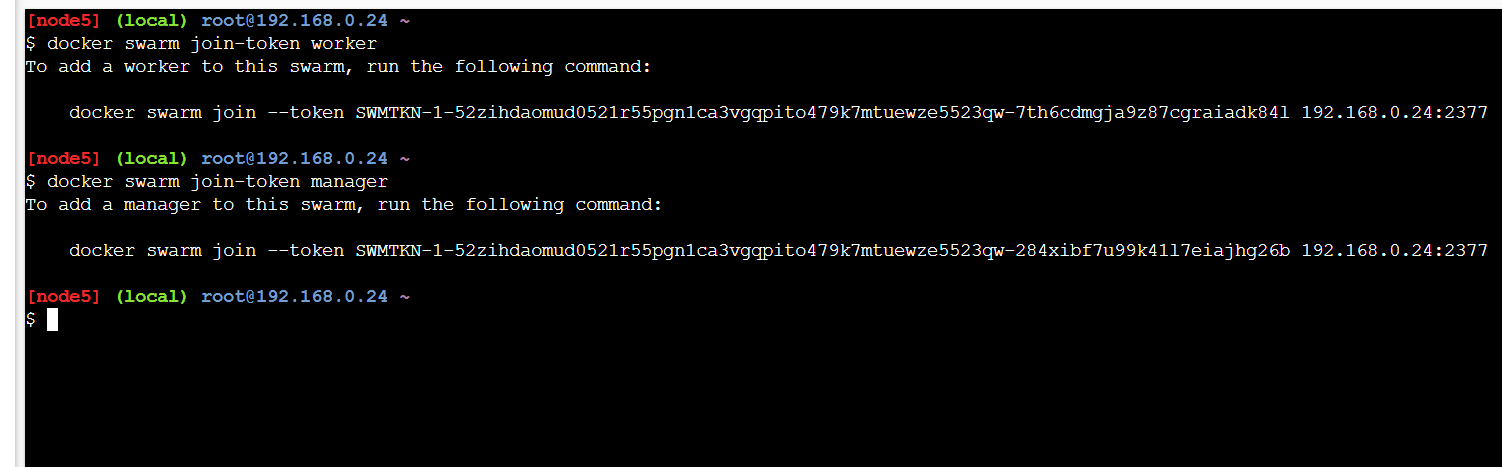 [node5] (local) root@192.168.0.24 ~
$ docker swarm join-token worker
To add a worker to this swarm, run the following command:
docker swarm join --token SWMTKN-1-52zihdaomud0521r55pgn1ca3vgqpito479k7mtuewze5523qw-7th6cdmgja9z87cgraiadk84l 192.168.0.24:2377
[node5] (local) root@192.168.0.24 ~
$ docker swarm join-token manager
To add a manager to this swarm, run the following command:
docker swarm join --token SWMTKN-1-52zihdaomud0521r55pgn1ca3vgqpito479k7mtuewze5523qw-284xibf7u99k41l7eiajhg26b 192.168.0.24:2377
[node5] (local) root@192.168.0.24 ~
$